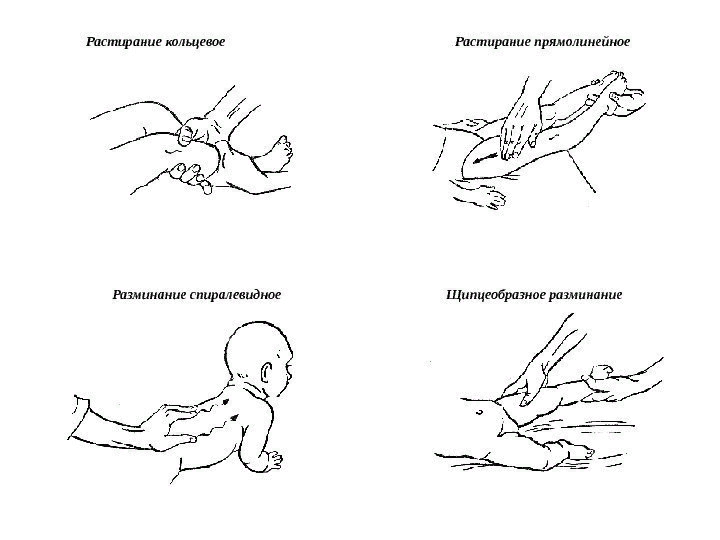 Растирание кольцевое
Растирание прямолинейное
Разминание спиралевидное
Щипцеобразное разминание